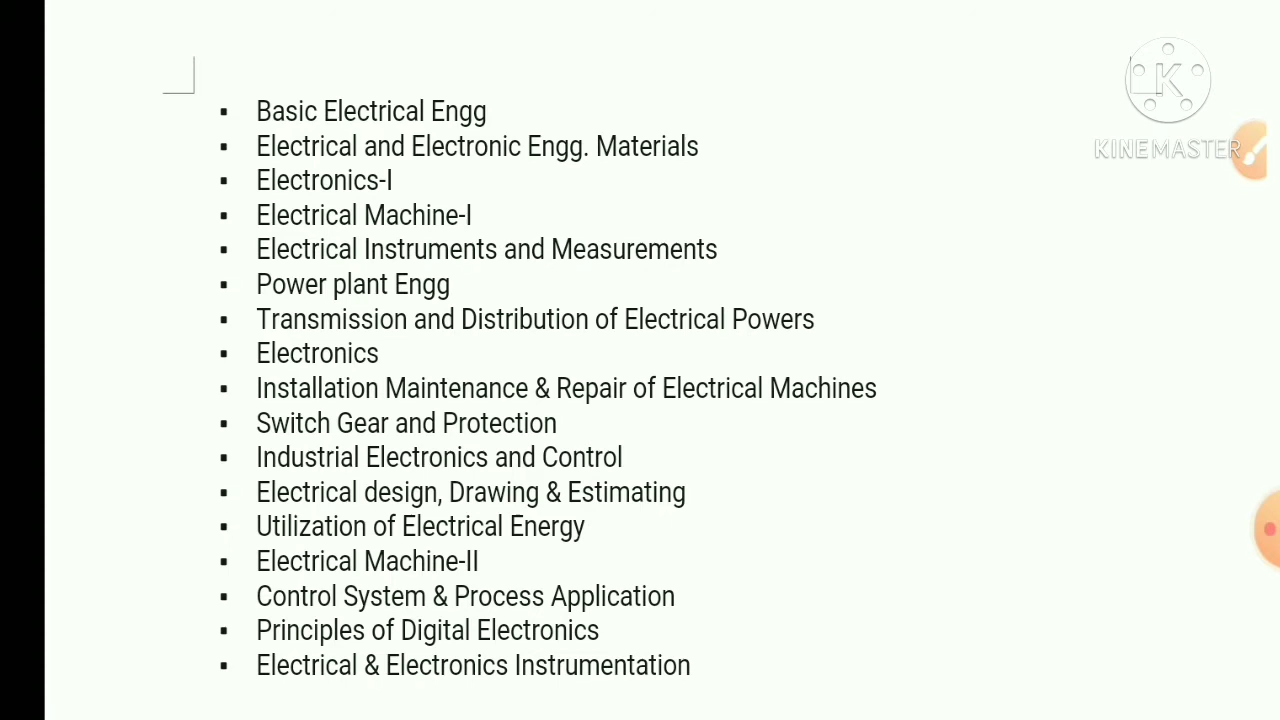 ▪ Basic Electrical Engg
▪ Electrical and Electronic Engg. Materials
▪ Electronics-I
▪ Electrical Machine-I
▪ Electrical Instruments and Measurements
▪ Power plant Engg
▪ Transmission and Distribution of Electrical Powers
▪ Electronics
▪ Installation Maintenance & Repair of Electrical Machines
▪ Switch Gear and Protection
▪ Industrial Electronics and Control
▪ Electrical design, Drawing & Estimating
▪ Utilization of Electrical Energy
▪ Electrical Machine-II
▪ Control System & Process Application
▪ Principles of Digital Electronics
▪ Electrical & Electronics Instrumentation
K
KINEMASTER